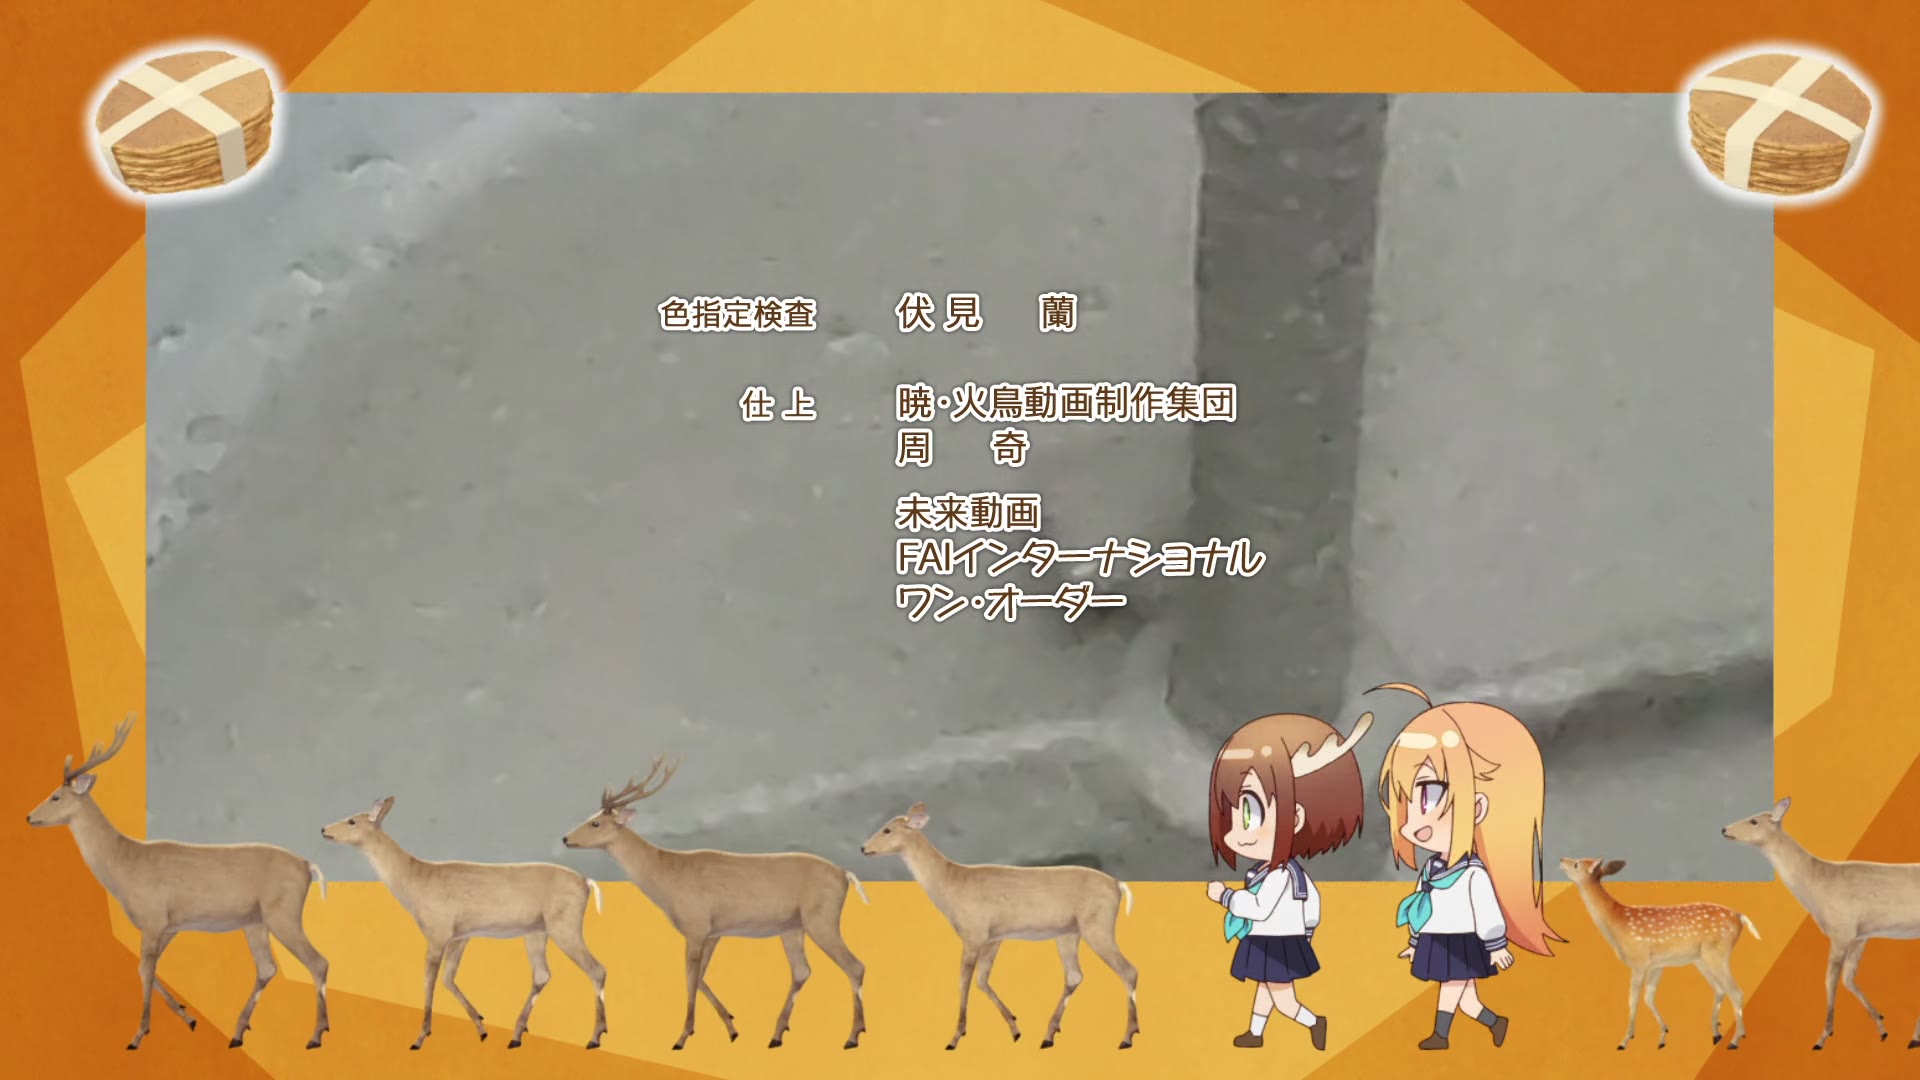 色指定検査 伏見 蘭
仕上 暁・火鳥動画制作集団
周 奇
未来動画
FAIインターナショナル
ワン・オーダー